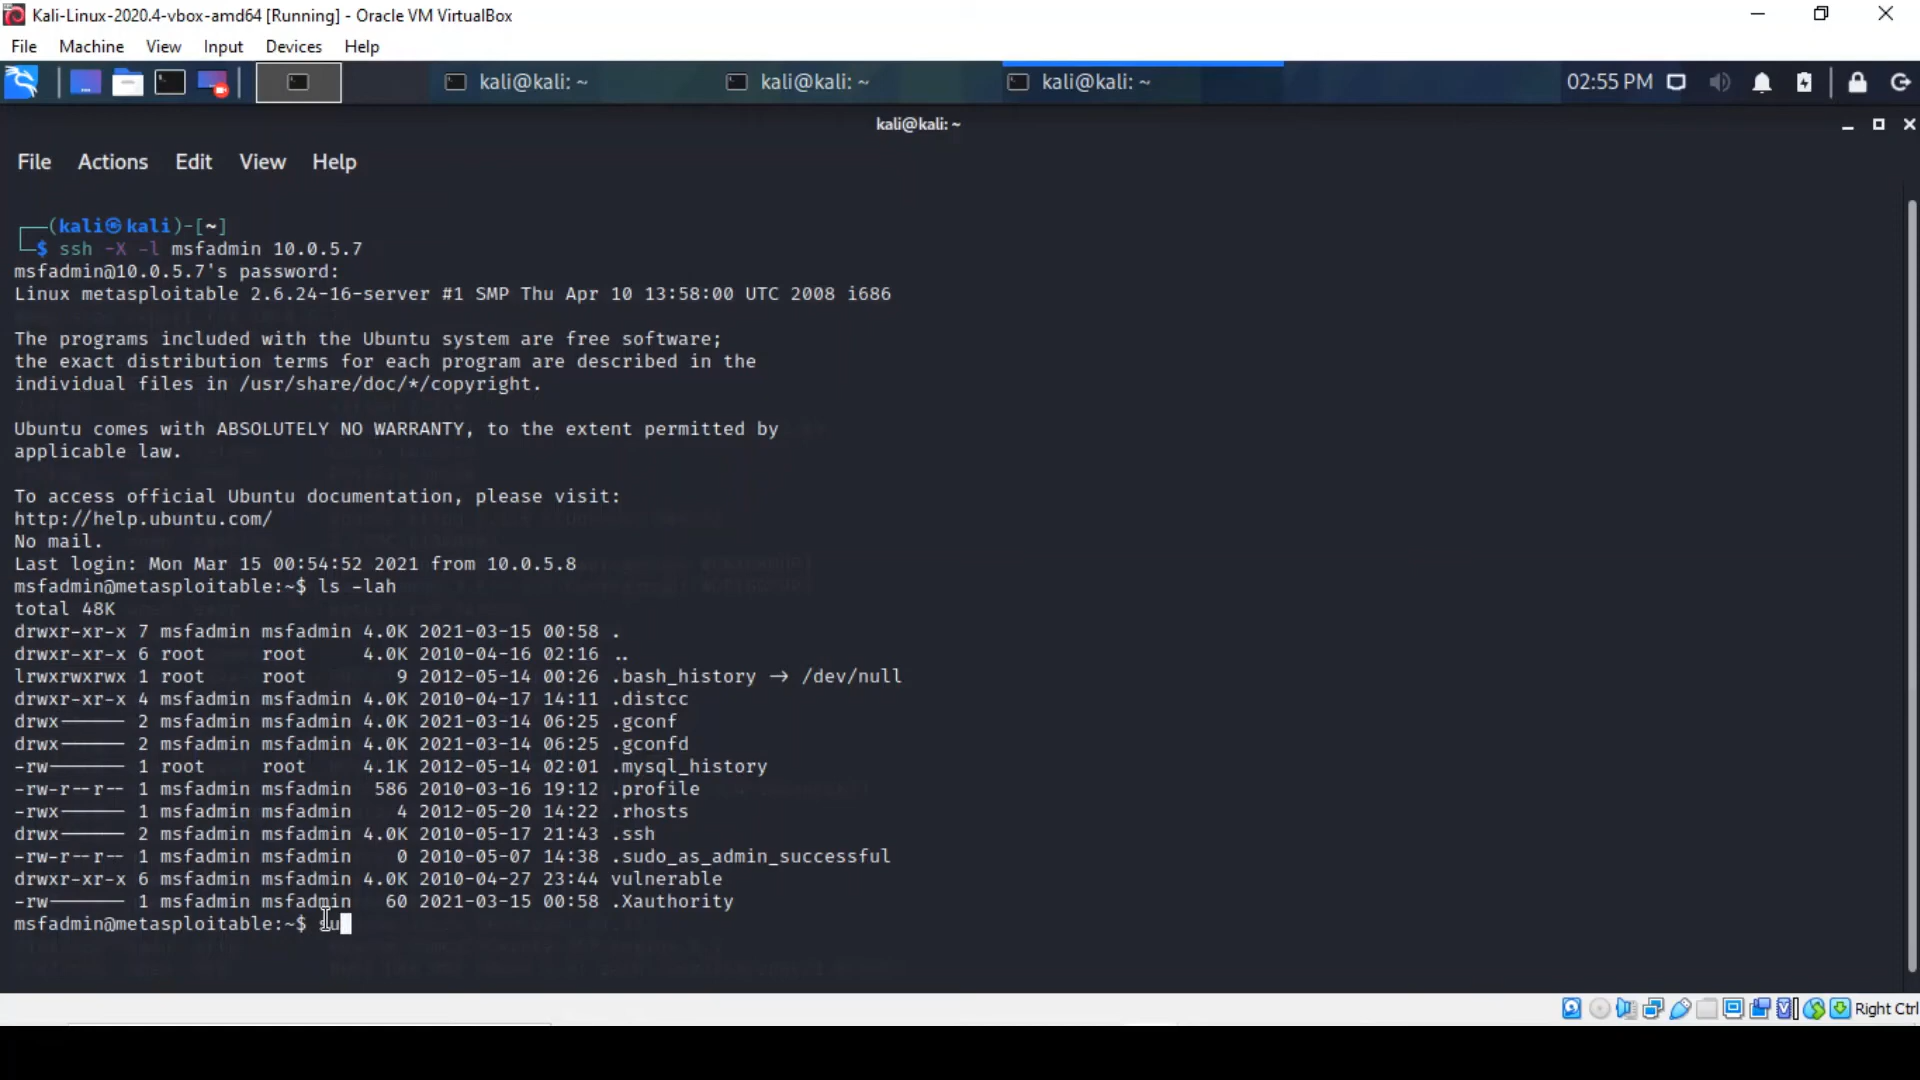 Kali-Linux-2020.4-vbox-amd64 [Running] - Oracle VM VirtualBox
File Machine View Input Devices Help
kali@kali: ~ kali@kali: ~ kali@kali: ~ 02:55 PM
kali@kali: ~
File Actions Edit View Help
┌──(kali㉿kali)-[~]
└─$ ssh -X -l msfadmin 10.0.5.7
msfadmin@10.0.5.7's password:
Linux metasploitable 2.6.24-16-server #1 SMP Thu Apr 10 13:58:00 UTC 2008 i686
The programs included with the Ubuntu system are free software;
the exact distribution terms for each program are described in the
individual files in /usr/share/doc/*/copyright.
Ubuntu comes with ABSOLUTELY NO WARRANTY, to the extent permitted by
applicable law.
To access official Ubuntu documentation, please visit:
http://help.ubuntu.com/
No mail.
Last login: Mon Mar 15 00:54:52 2021 from 10.0.5.8
msfadmin@metasploitable:~$ ls -lah
total 48K
drwxr-xr-x 7 msfadmin msfadmin 4.0K 2021-03-15 00:58 .
drwxr-xr-x 6 root root 4.0K 2010-04-16 02:16 ..
lrwxrwxrwx 1 root root 9 2012-05-14 00:26 .bash_history -> /dev/null
drwxr-xr-x 4 msfadmin msfadmin 4.0K 2010-04-17 14:11 .distcc
drwx------ 2 msfadmin msfadmin 4.0K 2021-03-14 06:25 .gconf
drwx------ 2 msfadmin msfadmin 4.0K 2021-03-14 06:25 .gconfd
-rw------- 1 root root 4.1K 2012-05-14 02:01 .mysql_history
-rw-r--r-- 1 msfadmin msfadmin 586 2010-03-16 19:12 .profile
-rwx------ 1 msfadmin msfadmin 4 2012-05-20 14:22 .rhosts
drwx------ 2 msfadmin msfadmin 4.0K 2010-05-17 21:43 .ssh
-rw-r--r-- 1 msfadmin msfadmin 0 2010-05-07 14:38 .sudo_as_admin_successful
drwxr-xr-x 6 msfadmin msfadmin 4.0K 2010-04-27 23:44 vulnerable
-rw------- 1 msfadmin msfadmin 60 2021-03-15 00:58 .Xauthority
msfadmin@metasploitable:~$ su
Right Ctrl